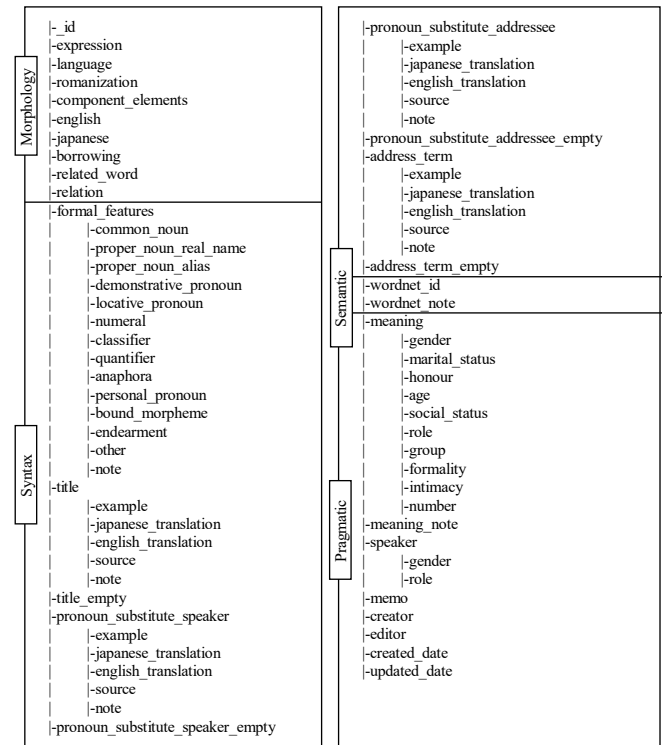 Morphology
|-_id
|-expression
|-language
|-romanization
|-component_elements
|-english
|-japanese
|-borrowing
|-related_word
|-relation
Syntax
|-formal_features
|-common_noun
|-proper_noun_real_name
|-proper_noun_alias
|-demonstrative_pronoun
|-locative_pronoun
|-numeral
|-classifier
|-quantifier
|-anaphora
|-personal_pronoun
|-bound_morpheme
|-endearment
|-other
|-note
|-title
|-example
|-japanese_translation
|-english_translation
|-source
|-note
|-title_empty
|-pronoun_substitute_speaker
|-example
|-japanese_translation
|-english_translation
|-source
|-note
|-pronoun_substitute_speaker_empty
|-pronoun_substitute_addressee
|-example
|-japanese_translation
|-english_translation
|-source
|-note
|-pronoun_substitute_addressee_empty
|-address_term
|-example
|-japanese_translation
|-english_translation
|-source
|-note
|-address_term_empty
Semantic
|-wordnet_id
|-wordnet_note
Pragmatic
|-meaning
|-gender
|-marital_status
|-honour
|-age
|-social_status
|-role
|-group
|-formality
|-intimacy
|-number
|-meaning_note
|-speaker
|-gender
|-role
|-memo
|-creator
|-editor
|-created_date
|-updated_date